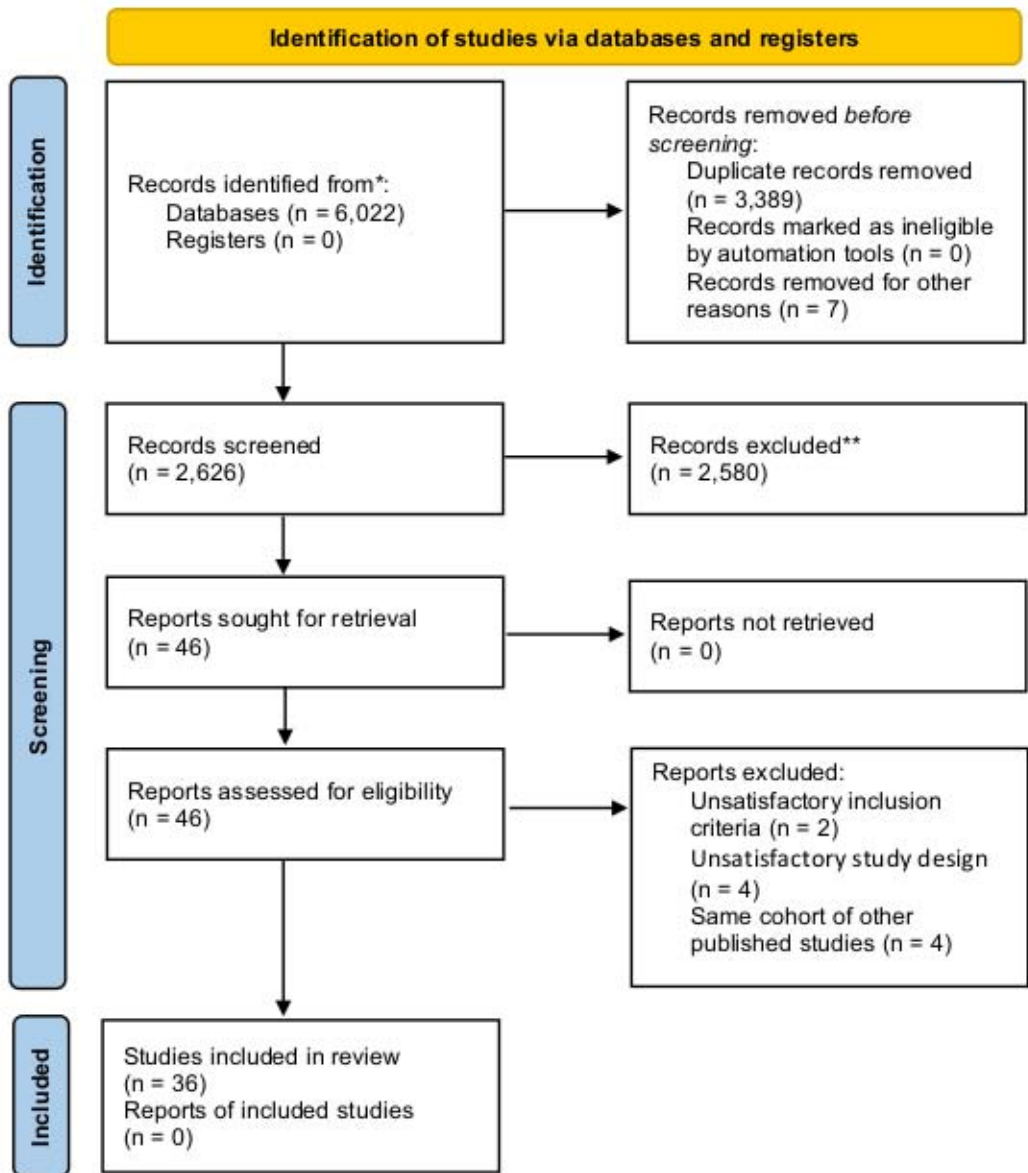 Identification of studies via databases and registers
Identification
Records identified from*:
Databases (n = 6,022)
Registers (n = 0)
Records removed before
screening:
Duplicate records removed
(n = 3,389)
Records marked as ineligible
by automation tools (n = 0)
Records removed for other
reasons (n = 7)
Screening
Records screened
(n = 2,626)
Records excluded**
(n = 2,580)
Reports sought for retrieval
(n = 46)
Reports not retrieved
(n = 0)
Reports assessed for eligibility
(n = 46)
Reports excluded:
Unsatisfactory inclusion
criteria (n = 2)
Unsatisfactory study design
(n = 4)
Same cohort of other
published studies (n = 4)
Included
Studies included in review
(n = 36)
Reports of included studies
(n = 0)